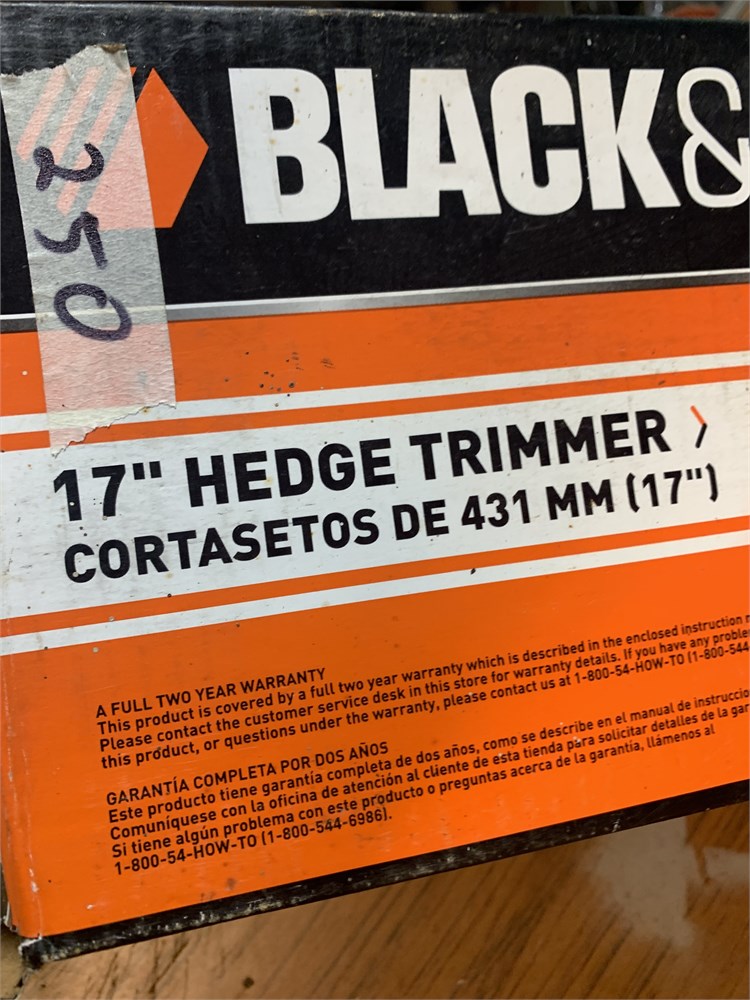 250
BLACK&
17" HEDGE TRIMMER
CORTASETOS DE 431 MM (17")
A FULL TWO YEAR WARRANTY
This product is covered by a full two year warranty which is described in the enclosed instruction
Please contact the customer service desk in this store for warranty details. If you have any
this product, or questions under the warranty, please contact us at 1-800-54-HOW-TO (1-800-544-
GARANTÍA COMPLETA POR DOS AÑOS
Este producto tiene garantía completa de dos años, como se describe en el manual de
Comuníquese con la oficina de atención al cliente de esta tienda para solicitar detalles de la
Si tiene algún problema con este producto o preguntas acerca de la garantía, llámenos al
1-800-54-HOW-TO (1-800-544-6986).